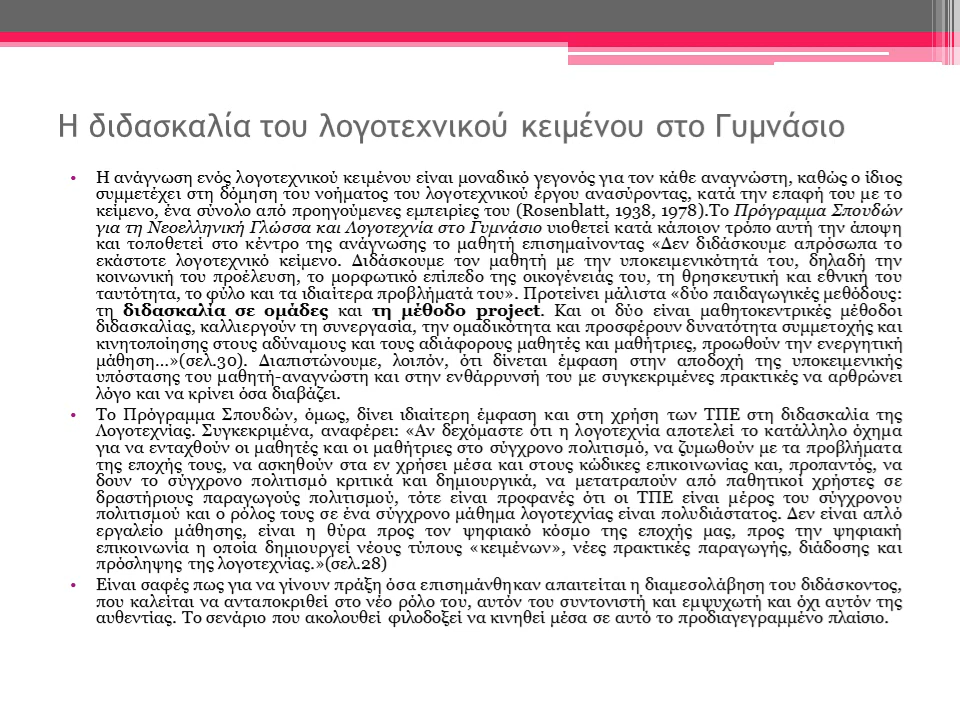 Η διδασκαλία του λογοτεχνικού κειμένου στο Γυμνάσιο
• Η ανάγνωση ενός λογοτεχνικού κειμένου είναι μοναδικό γεγονός για τον κάθε αναγνώστη, καθώς ο ίδιος
συμμετέχει στη δόμηση του νοήματος του λογοτεχνικού έργου ανασύροντας, κατά την επαφή του με το
κείμενο, ένα σύνολο από προηγούμενες εμπειρίες του (Rosenblatt, 1938, 1978).Το Πρόγραμμα Σπουδών
για τη Νεοελληνική Γλώσσα και Λογοτεχνία στο Γυμνάσιο υιοθετεί κατά κάποιον τρόπο αυτή την άποψη
και τοποθετεί στο κέντρο της ανάγνωσης το μαθητή επισημαίνοντας «Δεν διδάσκουμε απρόσωπα το
εκάστοτε λογοτεχνικό κείμενο. Διδάσκουμε τον μαθητή με την υποκειμενικότητά του, δηλαδή την
κοινωνική του προέλευση, το μορφωτικό επίπεδο της οικογένειάς του, τη θρησκευτική και εθνική του
ταυτότητα, το φύλο και τα ιδιαίτερα προβλήματά του». Προτείνει μάλιστα «δύο παιδαγωγικές μεθόδους:
τη διδασκαλία σε ομάδες και τη μέθοδο project. Και οι δύο είναι μαθητοκεντρικές μέθοδοι
διδασκαλίας, καλλιεργούν τη συνεργασία, την ομαδικότητα και προσφέρουν δυνατότητα συμμετοχής και
κινητοποίησης στους αδύναμους και τους αδιάφορους μαθητές και μαθήτριες, προωθούν την ενεργητική
μάθηση…»(σελ.30). Διαπιστώνουμε, λοιπόν, ότι δίνεται έμφαση στην αποδοχή της υποκειμενικής
υπόστασης του μαθητή-αναγνώστη και στην ενθάρρυνσή του με συγκεκριμένες πρακτικές να αρθρώνει
λόγο και να κρίνει όσα διαβάζει.
• Το Πρόγραμμα Σπουδών, όμως, δίνει ιδιαίτερη έμφαση και στη χρήση των ΤΠΕ στη διδασκαλία της
Λογοτεχνίας. Συγκεκριμένα, αναφέρει: «Αν δεχόμαστε ότι η λογοτεχνία αποτελεί το κατάλληλο όχημα
για να ενταχθούν οι μαθητές και οι μαθήτριες στο σύγχρονο πολιτισμό, να ζυμωθούν με τα προβλήματα
της εποχής τους, να ασκηθούν στα εν χρήσει μέσα και στους κώδικες επικοινωνίας και, προπαντός, να
δουν το σύγχρονο πολιτισμό κριτικά και δημιουργικά, να μετατραπούν από παθητικοί χρήστες σε
δραστήριους παραγωγούς πολιτισμού, τότε είναι προφανές ότι οι ΤΠΕ είναι μέρος του σύγχρονου
πολιτισμού και ο ρόλος τους σε ένα σύγχρονο μάθημα λογοτεχνίας είναι πολυδιάστατος. Δεν είναι απλό
εργαλείο μάθησης, είναι η θύρα προς τον ψηφιακό κόσμο της εποχής μας, προς την ψηφιακή
επικοινωνία η οποία δημιουργεί νέους τύπους «κειμένων», νέες πρακτικές παραγωγής, διάδοσης και
πρόσληψης της λογοτεχνίας.»(σελ.28)
• Είναι σαφές πως για να γίνουν πράξη όσα επισημάνθηκαν απαιτείται η διαμεσολάβηση του διδάσκοντος,
που καλείται να ανταποκριθεί στο νέο ρόλο του, αυτόν του συντονιστή και εμψυχωτή και όχι αυτόν της
αυθεντίας. Το σενάριο που ακολουθεί φιλοδοξεί να κινηθεί μέσα σε αυτό το προδιαγεγραμμένο πλαίσιο.